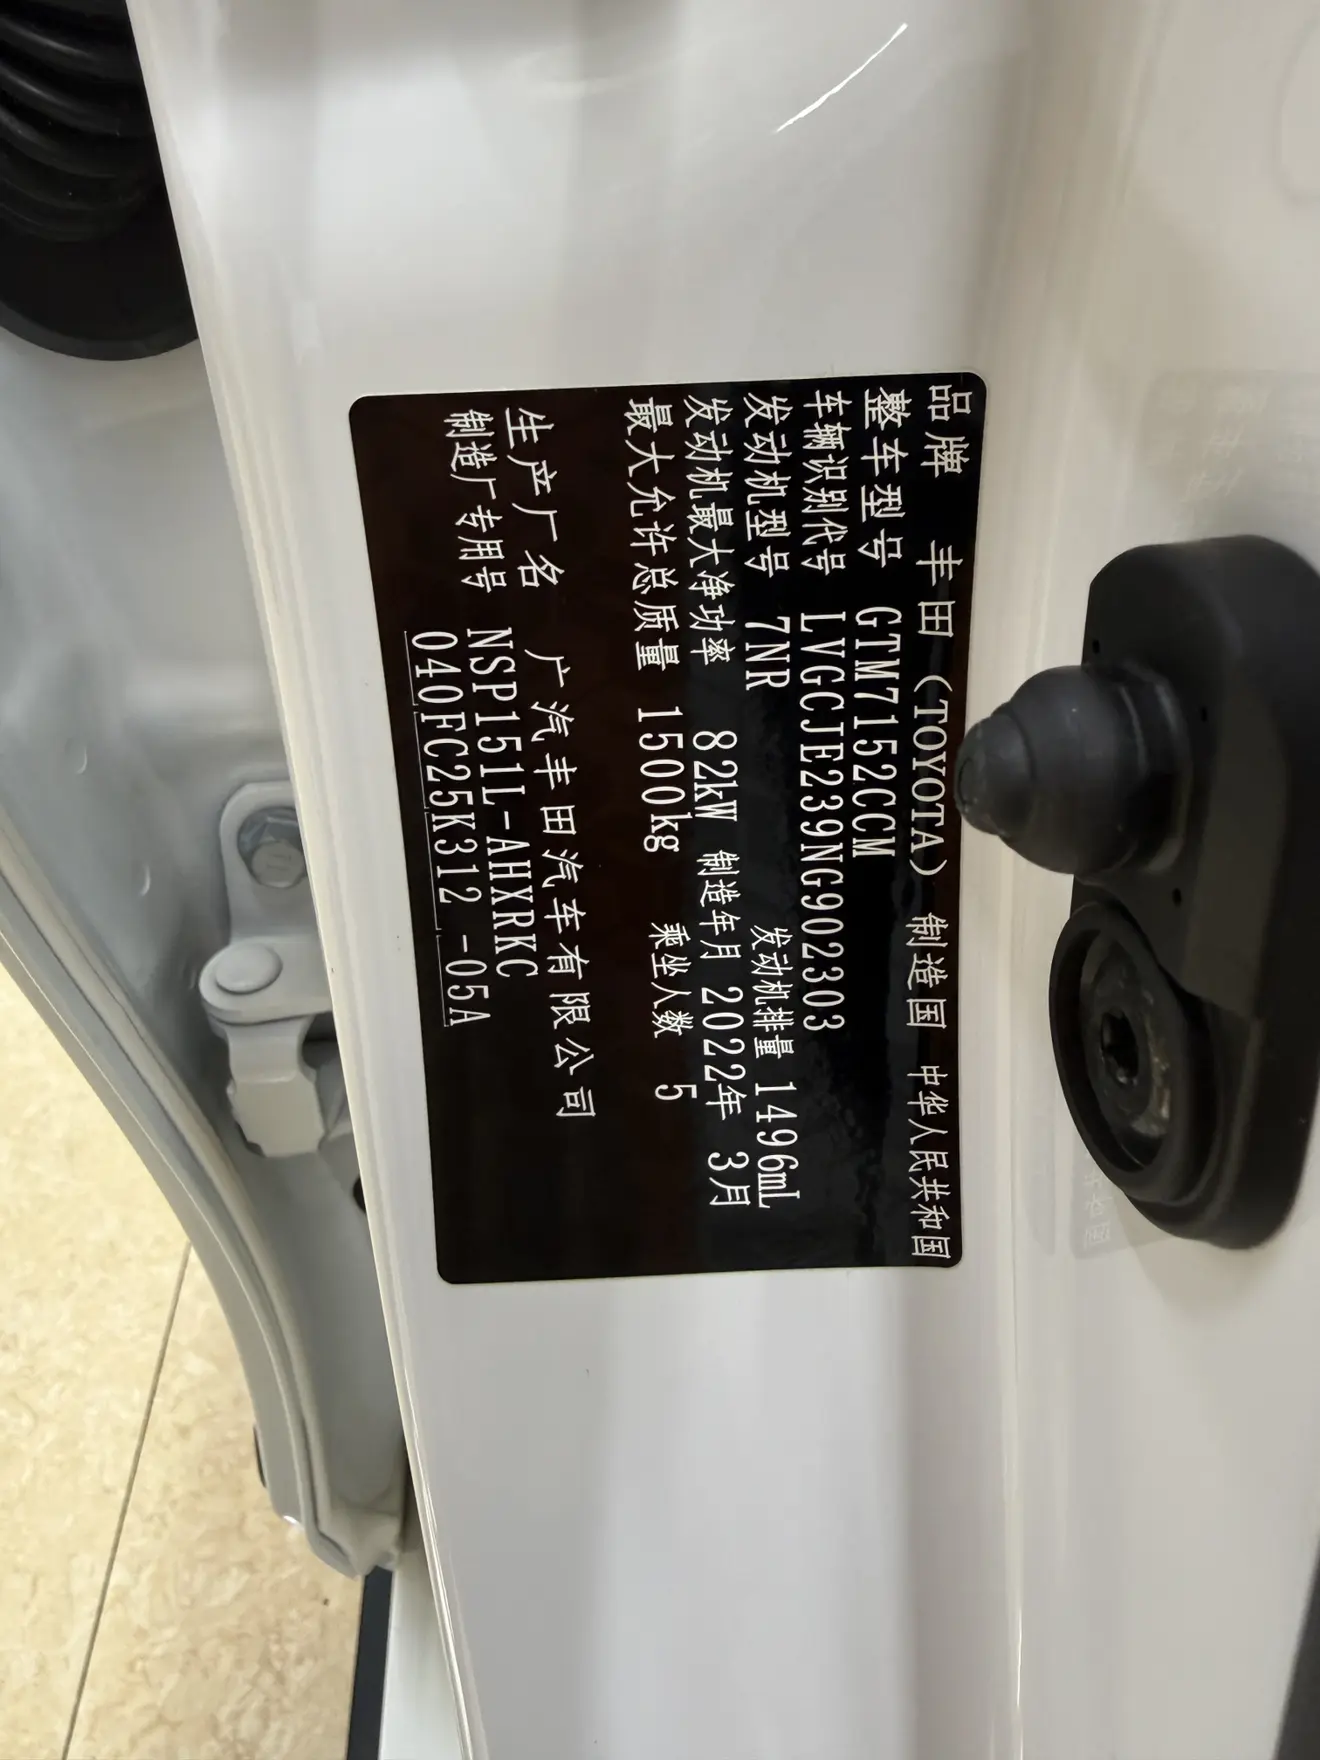 品牌 丰田（TOYOTA） 制造国 中华人民共和国
整车型号 GTM7152CCM
车辆识别代号 LVGCJE239NG902303
发动机型号 7NR 发动机排量 1496mL
发动机最大净功率 82kW 制造年月 2022年 3月
最大允许总质量 1500kg 乘坐人数 5
生产厂名 广汽丰田汽车有限公司
制造厂专用号 NSP151L-AHXRKC
040FC25K312 -05A